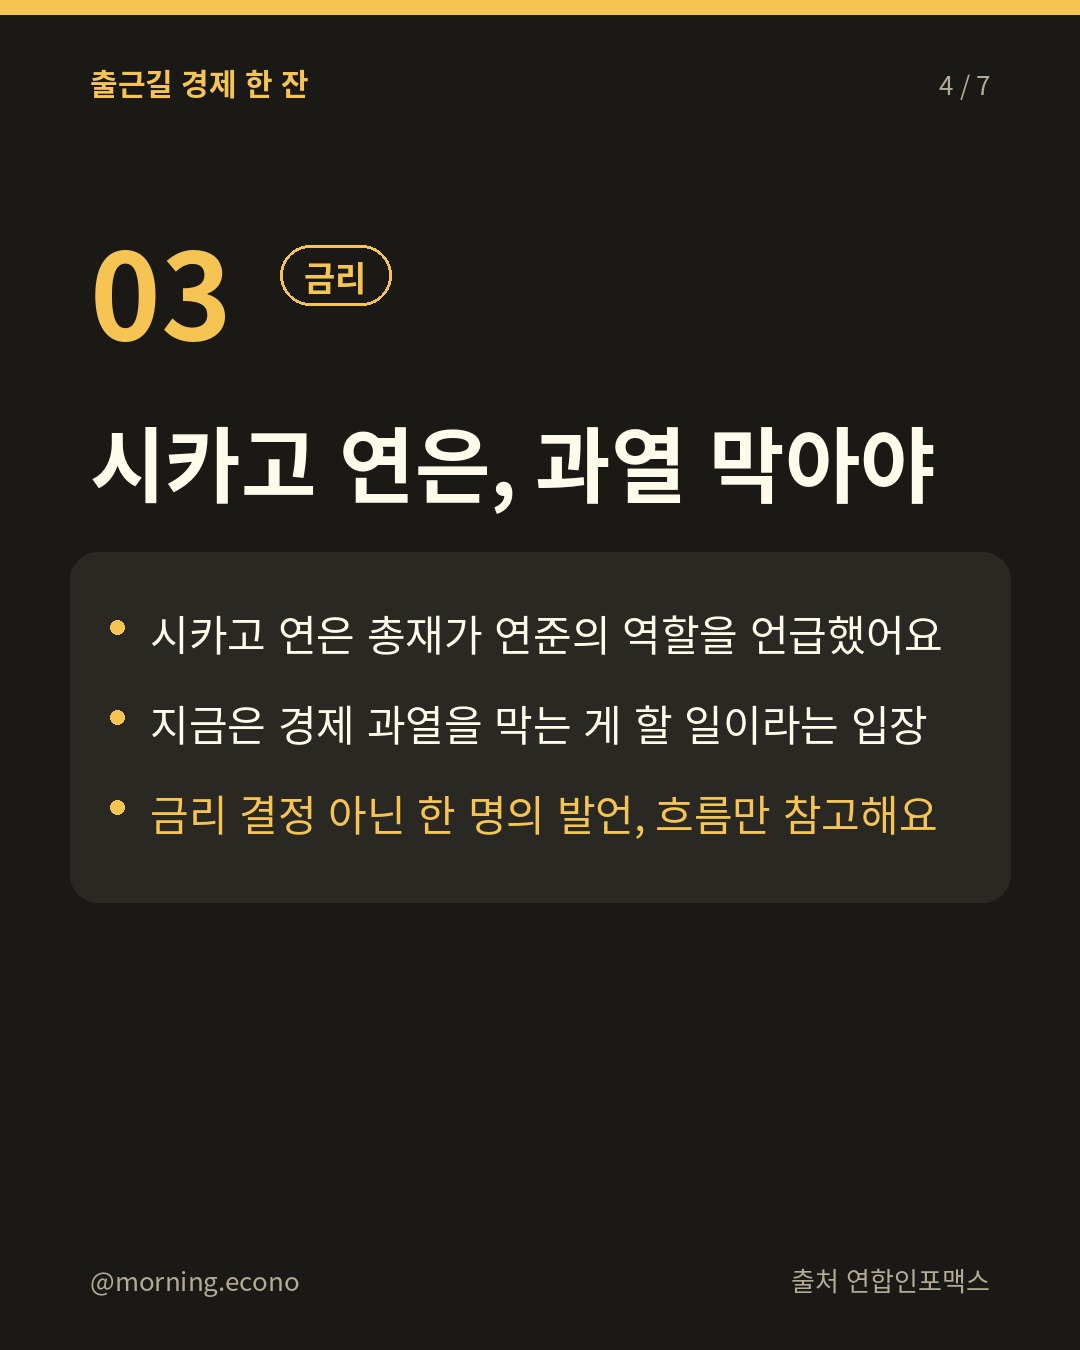 출근길 경제 한 잔
4 / 7
03
금리
시카고 연은, 과열 막아야
시카고 연은 총재가 연준의 역할을 언급했어요
지금은 경제 과열을 막는 게 할 일이라는 입장
금리 결정 아닌 한 명의 발언, 흐름만 참고해요
@morning.econo
출처 연합인포맥스